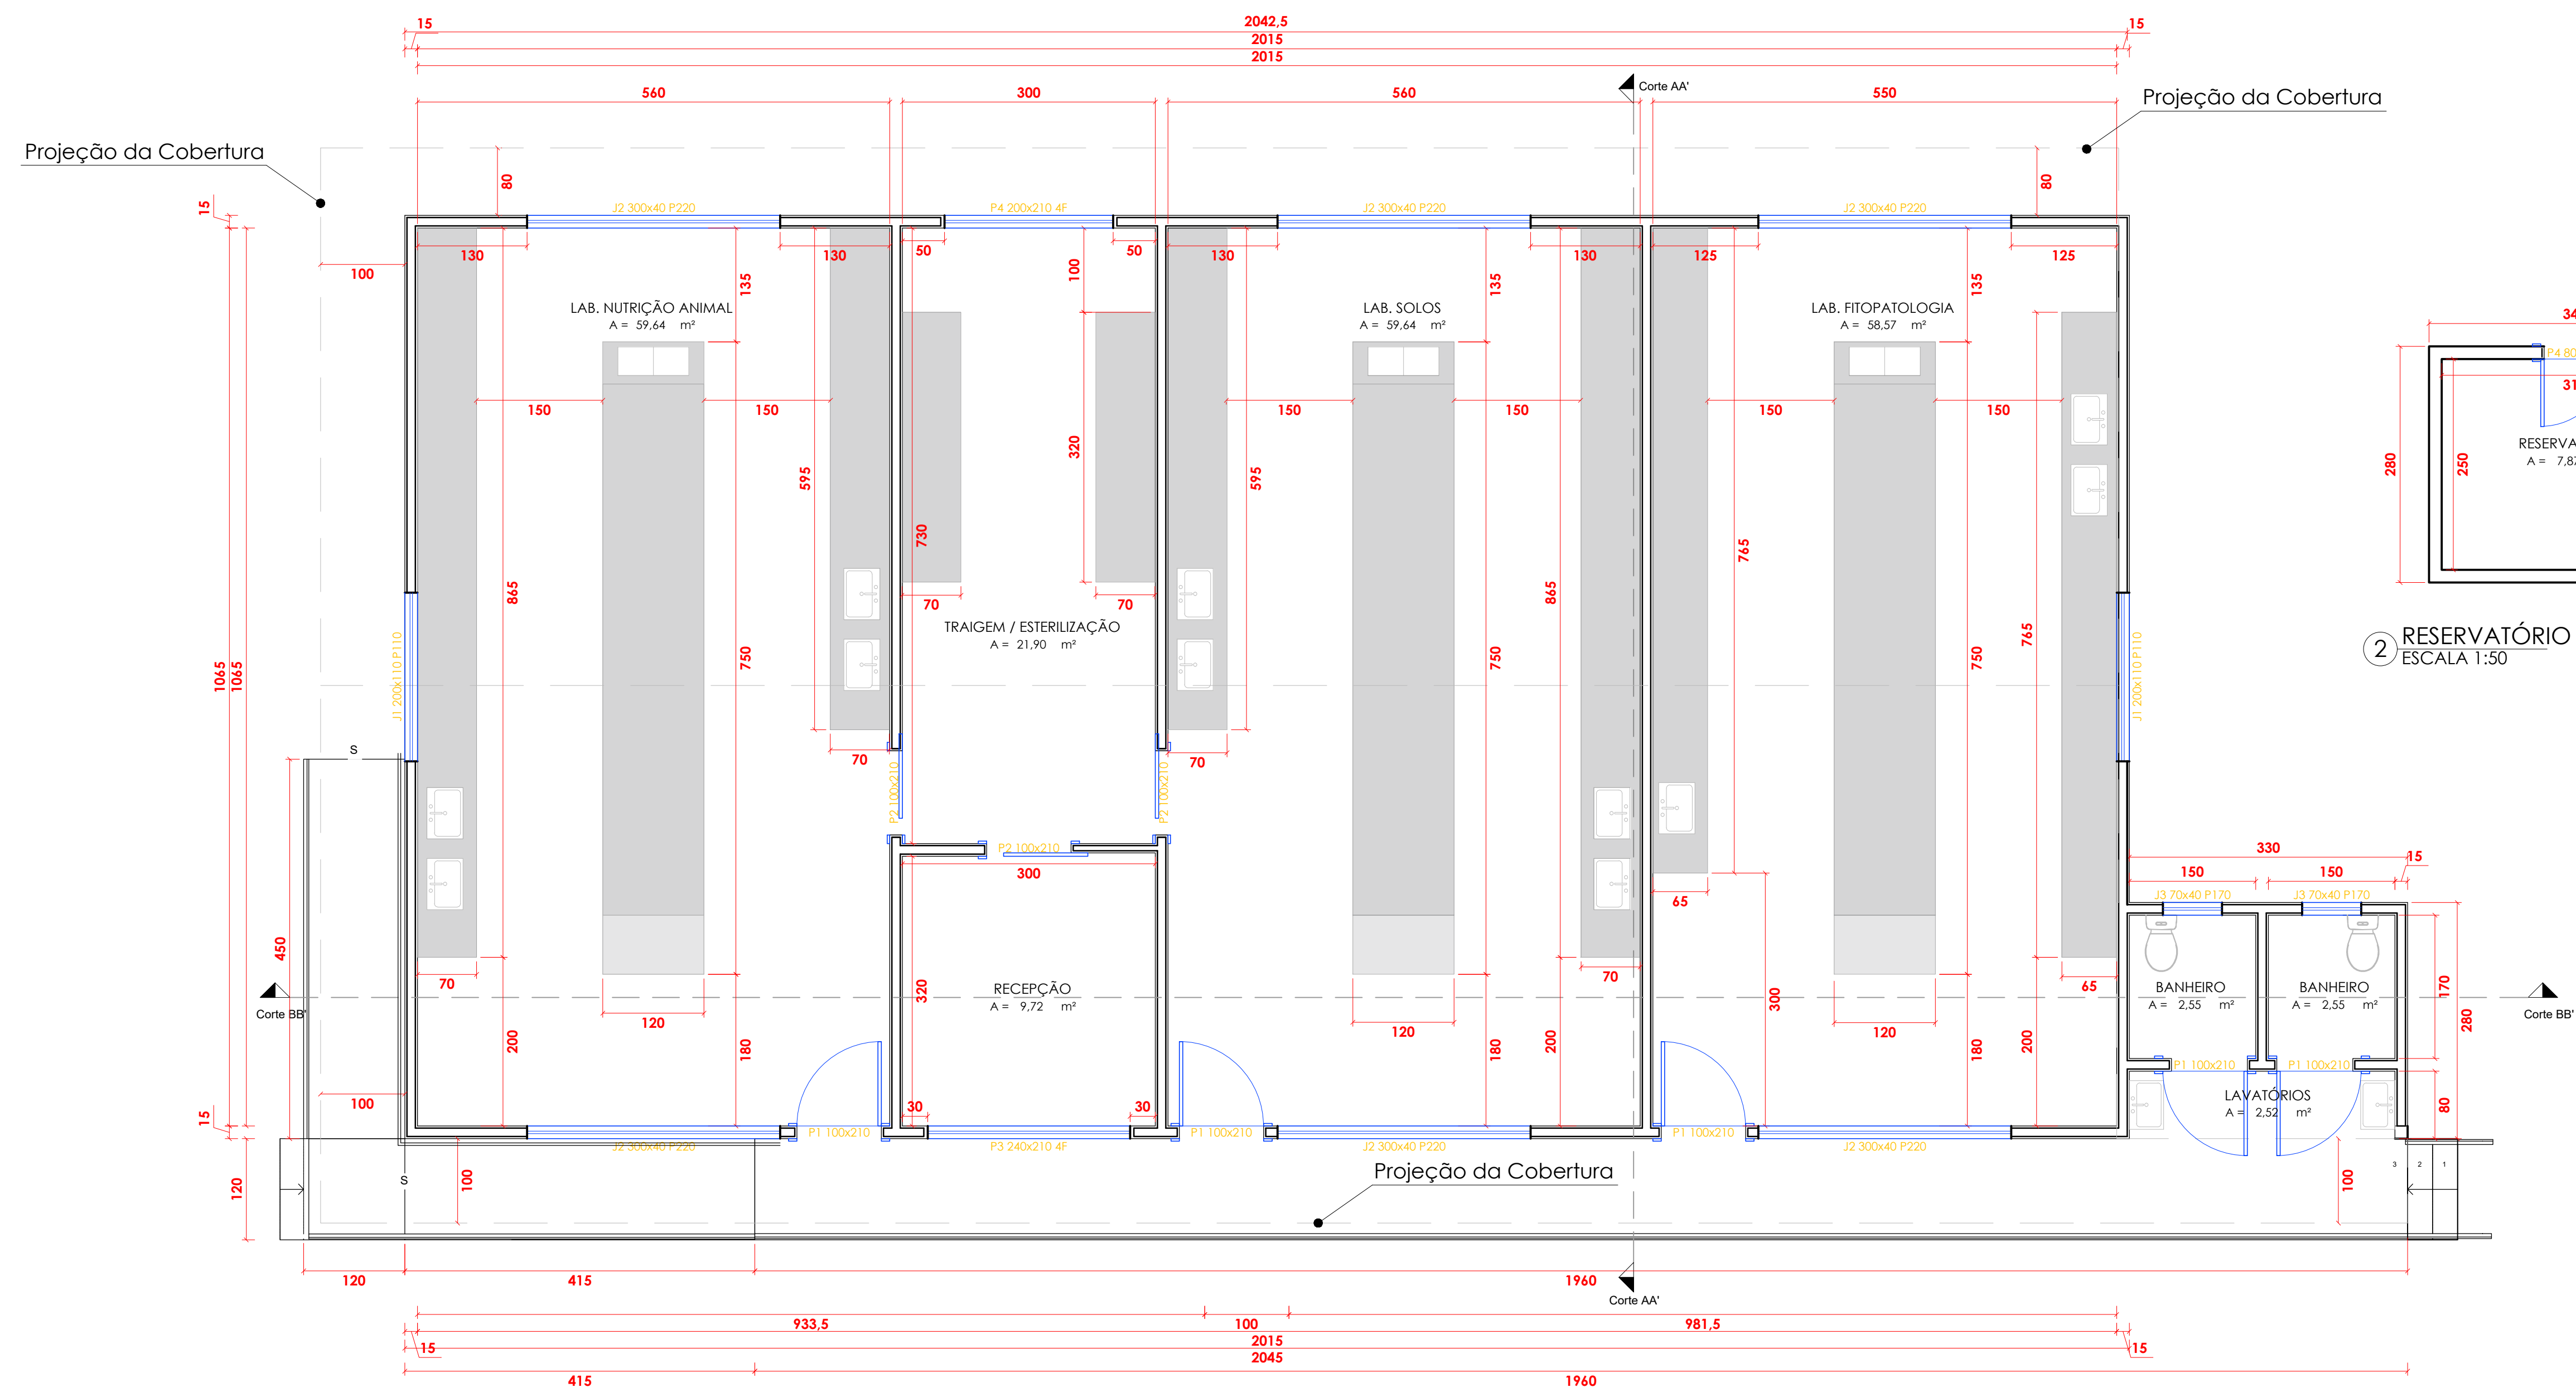 15
2042,5
15
2015
2015
560
300
560
550
Corte AA'
Projeção da Cobertura
Projeção da Cobertura
80
80
15
J2 300x40 P220
P4 200x210 4F
J2 300x40 P220
J2 300x40 P220
100
130
130
50
50
130
130
125
125
135
100
135
135
LAB. NUTRIÇÃO ANIMAL
A = 59,64 m²
LAB. SOLOS
A = 59,64 m²
LAB. FITOPATOLOGIA
A = 58,57 m²
150
150
150
150
150
150
320
595
595
730
765
865
865
70
70
TRAIGEM / ESTERILIZAÇÃO
A = 21,90 m²
750
750
765
750
1065
1065
J1 200x110 P110
J1 200x110 P110
34
P4 80
31
280
250
RESERVA
A = 7,87
2
RESERVATÓRIO
ESCALA 1:50
S
70
70
P2 100x210
P2 100x210
P2 100x210
300
65
330
15
150
150
J3 70x40 P170
J3 70x40 P170
450
70
70
65
RECEPÇÃO
A = 9,72 m²
320
300
BANHEIRO
A = 2,55 m²
BANHEIRO
A = 2,55 m²
170
280
Corte BB'
Corte BB'
120
120
120
200
180
180
200
180
200
P1 100x210
P1 100x210
LAVATÓRIOS
A = 2,52 m²
80
100
30
30
15
P1 100x210
P1 100x210
P1 100x210
J2 300x40 P220
P3 240x210 4F
J2 300x40 P220
J2 300x40 P220
Projeção da Cobertura
S
100
120
3
2
1
100
120
415
1960
Corte AA'
933,5
100
981,5
15
2015
15
2045
415
1960